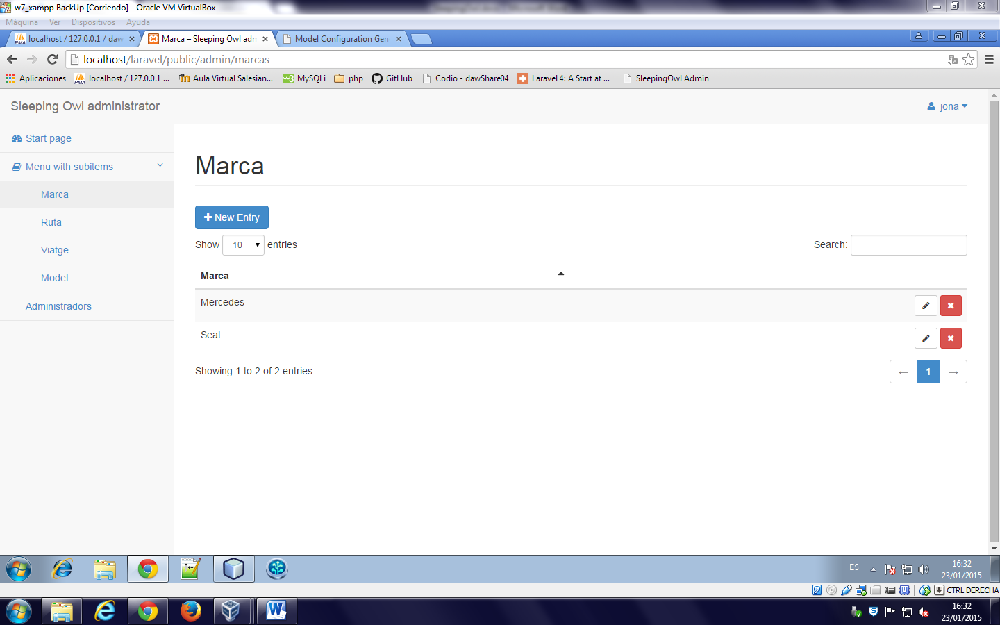 w7_xampp BackUp [Corriendo] - Oracle VM VirtualBox
Máquina Ver Dispositivos Ayuda
localhost / 127.0.0.1 / daw Marca – Sleeping Owl adn Model Configuration Gen
localhost/laravel/public/admin/marcas
Aplicaciones localhost / 127.0.0.1 ... Aula Virtual Salesian... MySQLi php GitHub Codio - dawShare04 Laravel 4: A Start at ... SleepingOwl Admin
Sleeping Owl administrator jona
Start page
Menu with subitems
Marca
Ruta
Viatge
Model
Administradors
Marca
New Entry
Show 10 entries Search:
Marca
Mercedes
Seat
Showing 1 to 2 of 2 entries ← 1 →
ES 16:32
23/01/2015
CTRL DERECHA
16:32
23/01/2015